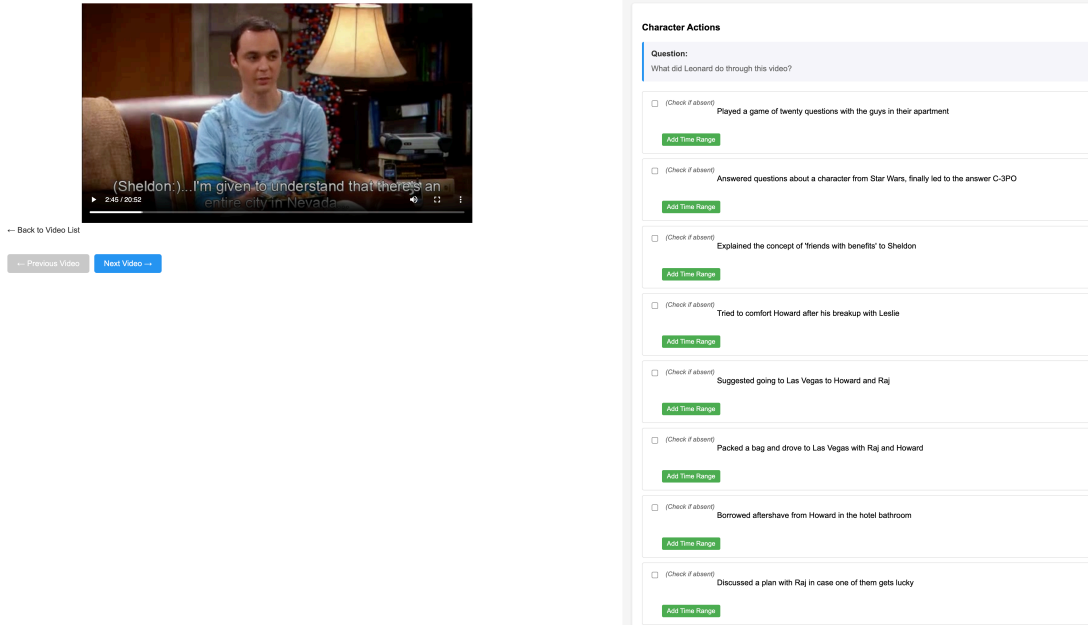 (Sheldon:)...I'm given to understand that there's an
entire city in Nevada
2:45 / 20:52
← Back to Video List
← Previous Video
Next Video →
Character Actions
Question:
What did Leonard do through this video?
(Check if absent)
Played a game of twenty questions with the guys in their apartment
Add Time Range
(Check if absent)
Answered questions about a character from Star Wars, finally led to the answer C-3PO
Add Time Range
(Check if absent)
Explained the concept of 'friends with benefits' to Sheldon
Add Time Range
(Check if absent)
Tried to comfort Howard after his breakup with Leslie
Add Time Range
(Check if absent)
Suggested going to Las Vegas to Howard and Raj
Add Time Range
(Check if absent)
Packed a bag and drove to Las Vegas with Raj and Howard
Add Time Range
(Check if absent)
Borrowed aftershave from Howard in the hotel bathroom
Add Time Range
(Check if absent)
Discussed a plan with Raj in case one of them gets lucky
Add Time Range